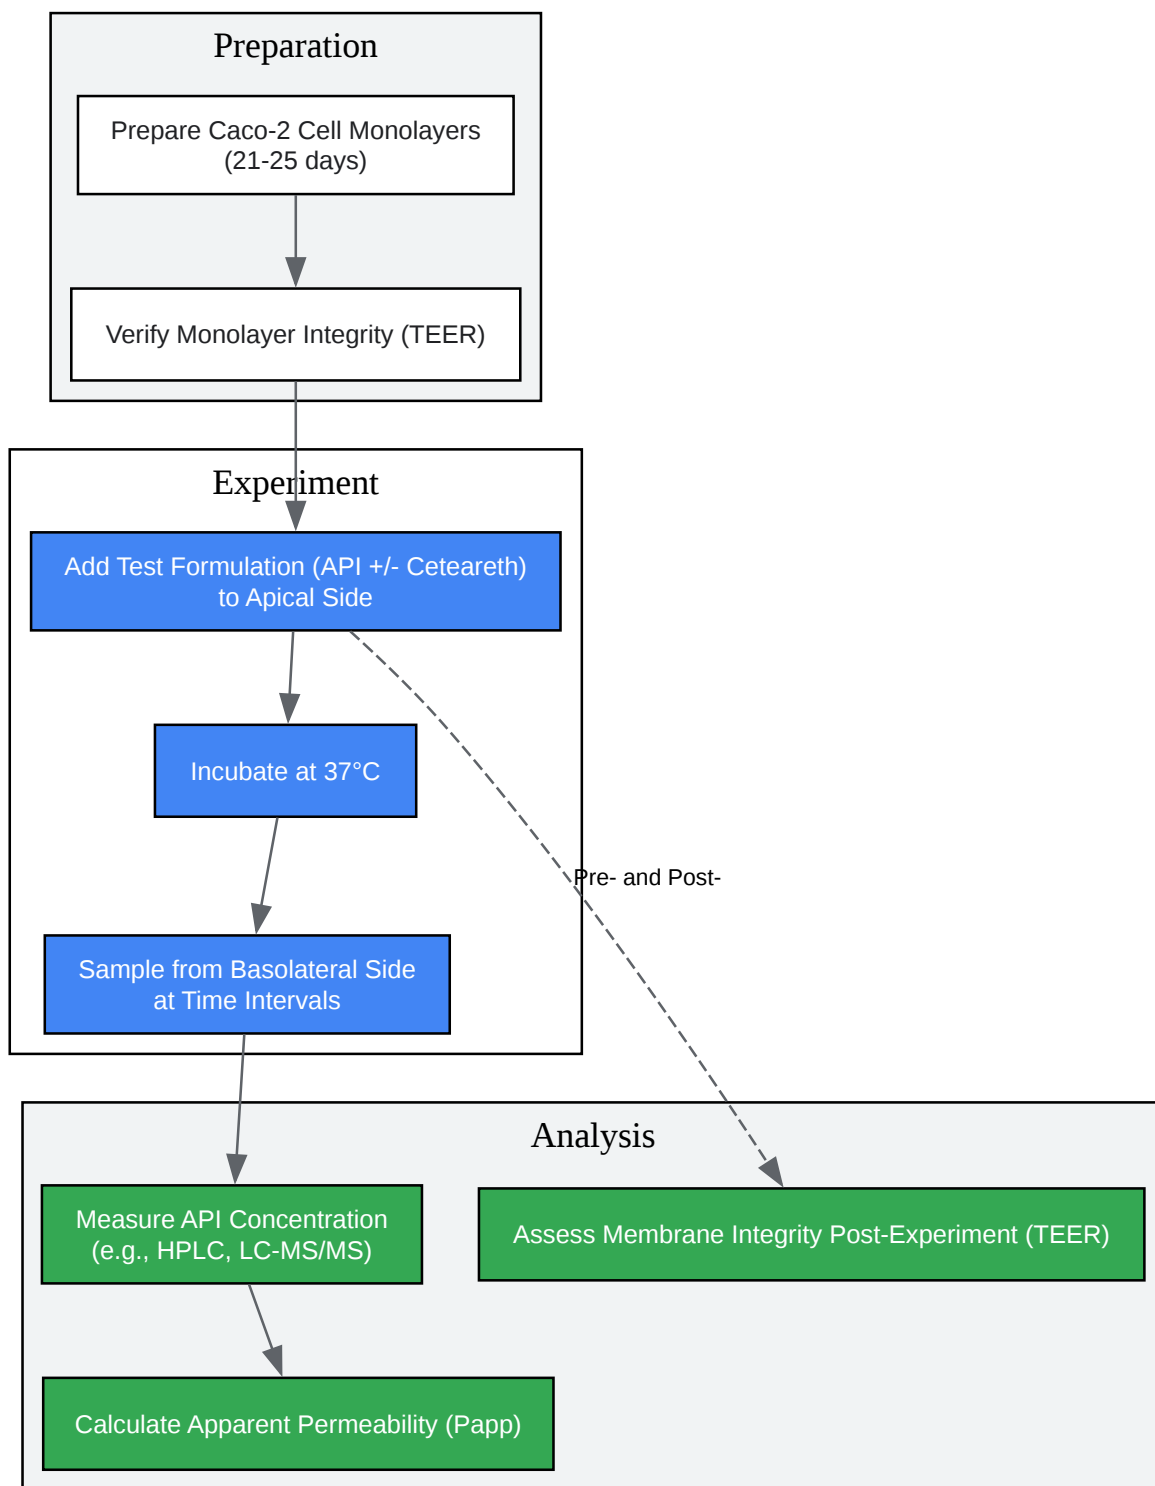 Preparation
Prepare Caco-2 Cell Monolayers
(21-25 days)
Verify Monolayer Integrity (TEER)
Experiment
Add Test Formulation (API +/- Ceteareth)
to Apical Side
Incubate at 37°C
Pre- and Post-
Sample from Basolateral Side
at Time Intervals
Analysis
Measure API Concentration
(e.g., HPLC, LC-MS/MS)
Assess Membrane Integrity Post-Experiment (TEER)
Calculate Apparent Permeability (Papp)